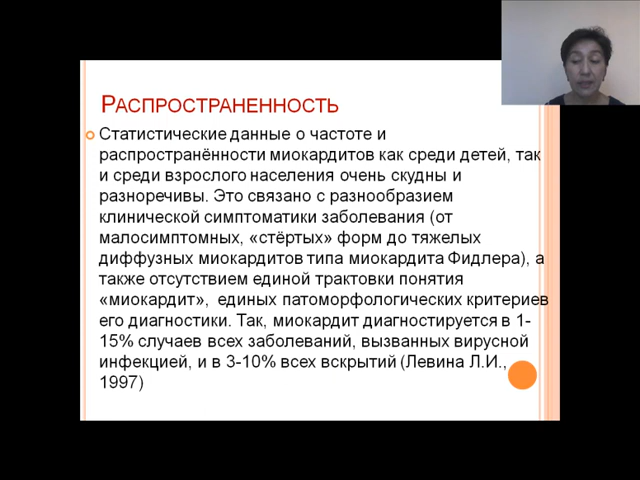 РАСПРОСТРАНЕННОСТЬ
Статистические данные о частоте и
распространённости миокардитов как среди детей, так
и среди взрослого населения очень скудны и
разноречивы. Это связано с разнообразием
клинической симптоматики заболевания (от
малосимптомных, «стёртых» форм до тяжелых
диффузных миокардитов типа миокардита Фидлера), а
также отсутствием единой трактовки понятия
«миокардит», единых патоморфологических критериев
его диагностики. Так, миокардит диагностируется в 1-
15% случаев всех заболеваний, вызванных вирусной
инфекцией, и в 3-10% всех вскрытий (Левина Л.И.,
1997)